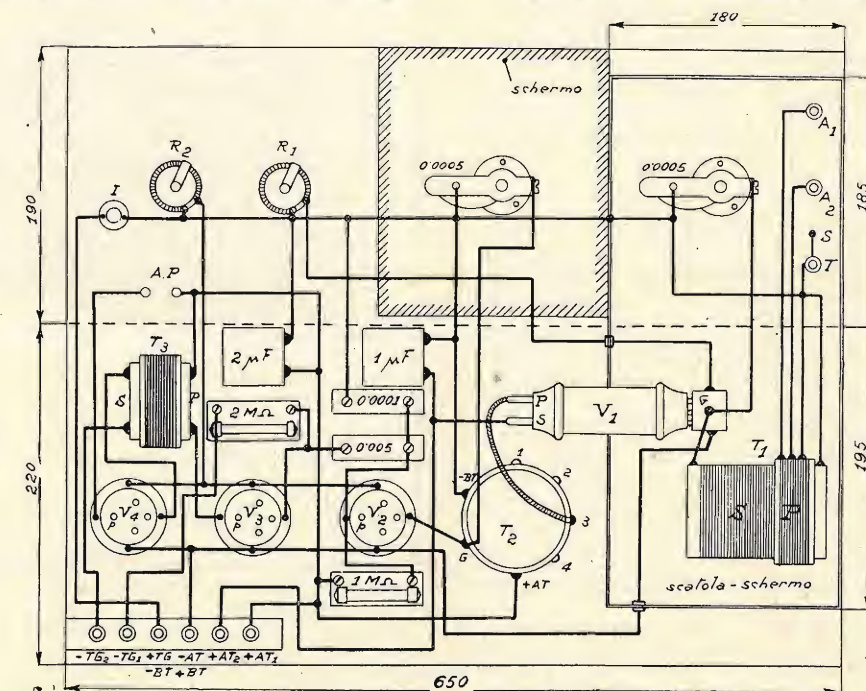 180
schermo
A1
R2
R1
0'0005
0'0005
I
A2
190
185
S
T
A.P
T3
2 µF
1 µF
P
S
V1
G
S
P
2 MΩ
0'0001
0'005
T1
220
195
-BT
1
2
3
4
V4
P
V3
P
V2
P
T2
S
P
G
+AT
1 MΩ
scatola - schermo
-TG2 -TG1 +TG -AT +AT2 +AT1
-BT +BT
650